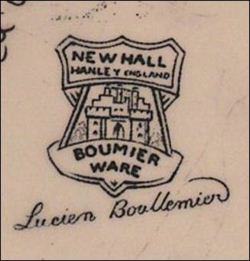 NEW HALL
HANLEY ENGLAND
BOUMIER
WARE
Lucien Boullemier